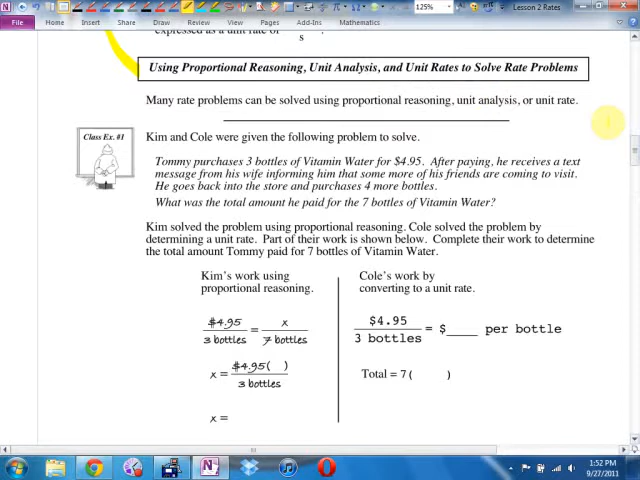 File Home Insert Draw History Review View Pages Add-Ins Mathematics
125%
Lesson 2 Rates
expressed as a unit rate of
s
Using Proportional Reasoning, Unit Analysis, and Unit Rates to Solve Rate Problems
Many rate problems can be solved using proportional reasoning, unit analysis, or unit rate.
Class Ex. #1
Kim and Cole were given the following problem to solve.
Tommy purchases 3 bottles of Vitamin Water for $4.95. After paying, he receives a text
message from his wife informing him that some more of his friends are coming to visit.
He goes back into the store and purchases 4 more bottles.
What was the total amount he paid for the 7 bottles of Vitamin Water?
Kim solved the problem using proportional reasoning. Cole solved the problem by
determining a unit rate. Part of their work is shown below. Complete their work to determine
the total amount Tommy paid for 7 bottles of Vitamin Water.
Kim's work using
proportional reasoning.
$4.95 = x
3 bottles 7 bottles
x = $4.95( )
3 bottles
x =
Cole's work by
converting to a unit rate.
$4.95 = $____ per bottle
3 bottles
Total = 7( )
1:52 PM
9/27/2011